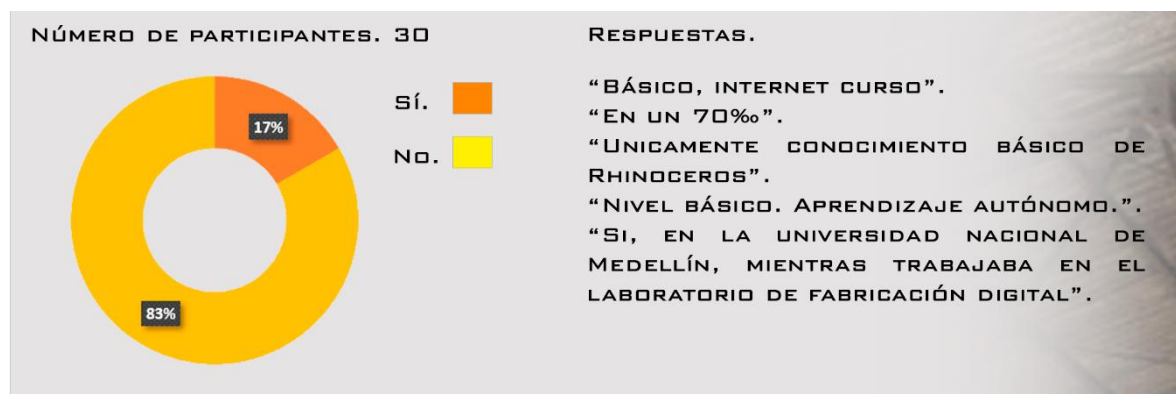 NÚMERO DE PARTICIPANTES. 30
SÍ.
NO.
17%
83%
RESPUESTAS.
“BÁSICO, INTERNET CURSO”.
“EN UN 70‰”.
“UNICAMENTE CONOCIMIENTO BÁSICO DE
RHINOCEROS”.
“NIVEL BÁSICO. APRENDIZAJE AUTÓNOMO.”.
“SI, EN LA UNIVERSIDAD NACIONAL DE
MEDELLÍN, MIENTRAS TRABAJABA EN EL
LABORATORIO DE FABRICACIÓN DIGITAL”.